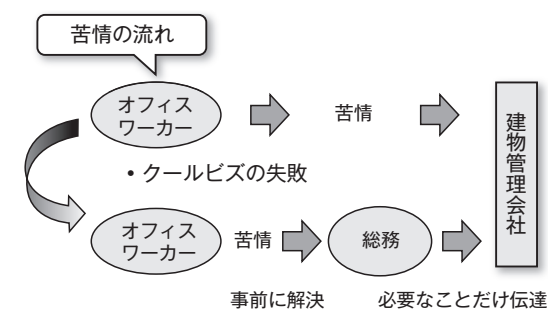 苦情の流れ
オフィス
ワーカー
苦情
建物管理会社
・クールビズの失敗
オフィス
ワーカー
苦情
総務
事前に解決
必要なことだけ伝達